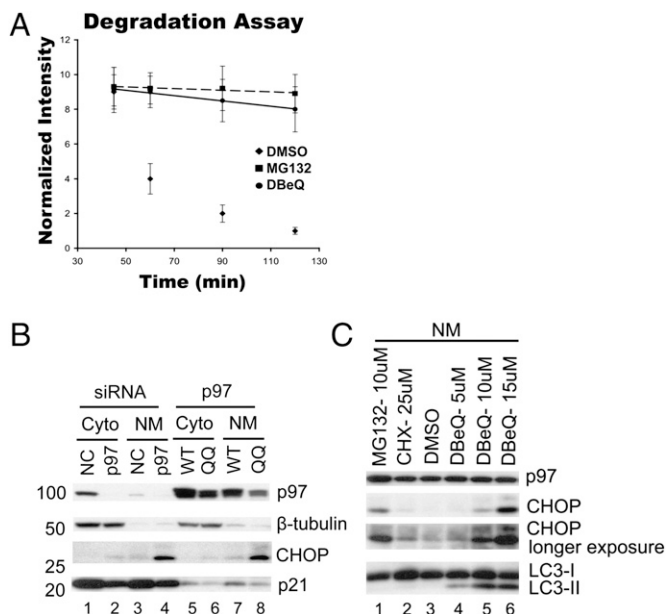 A
Degradation Assay
Normalized Intensity
12
10
8
6
4
2
0
30 50 70 90 110 130
Time (min)
DMSO
MG132
DBeQ
B
siRNA p97
Cyto NM Cyto NM
NC p97 NC p97 WT QQ WT QQ
100 p97
50 β-tubulin
CHOP
25
20 p21
1 2 3 4 5 6 7 8
C
NM
MG132- 10uM
CHX- 25uM
DMSO
DBeQ- 5uM
DBeQ- 10uM
DBeQ- 15uM
p97
CHOP
CHOP
longer exposure
LC3-I
LC3-II
1 2 3 4 5 6